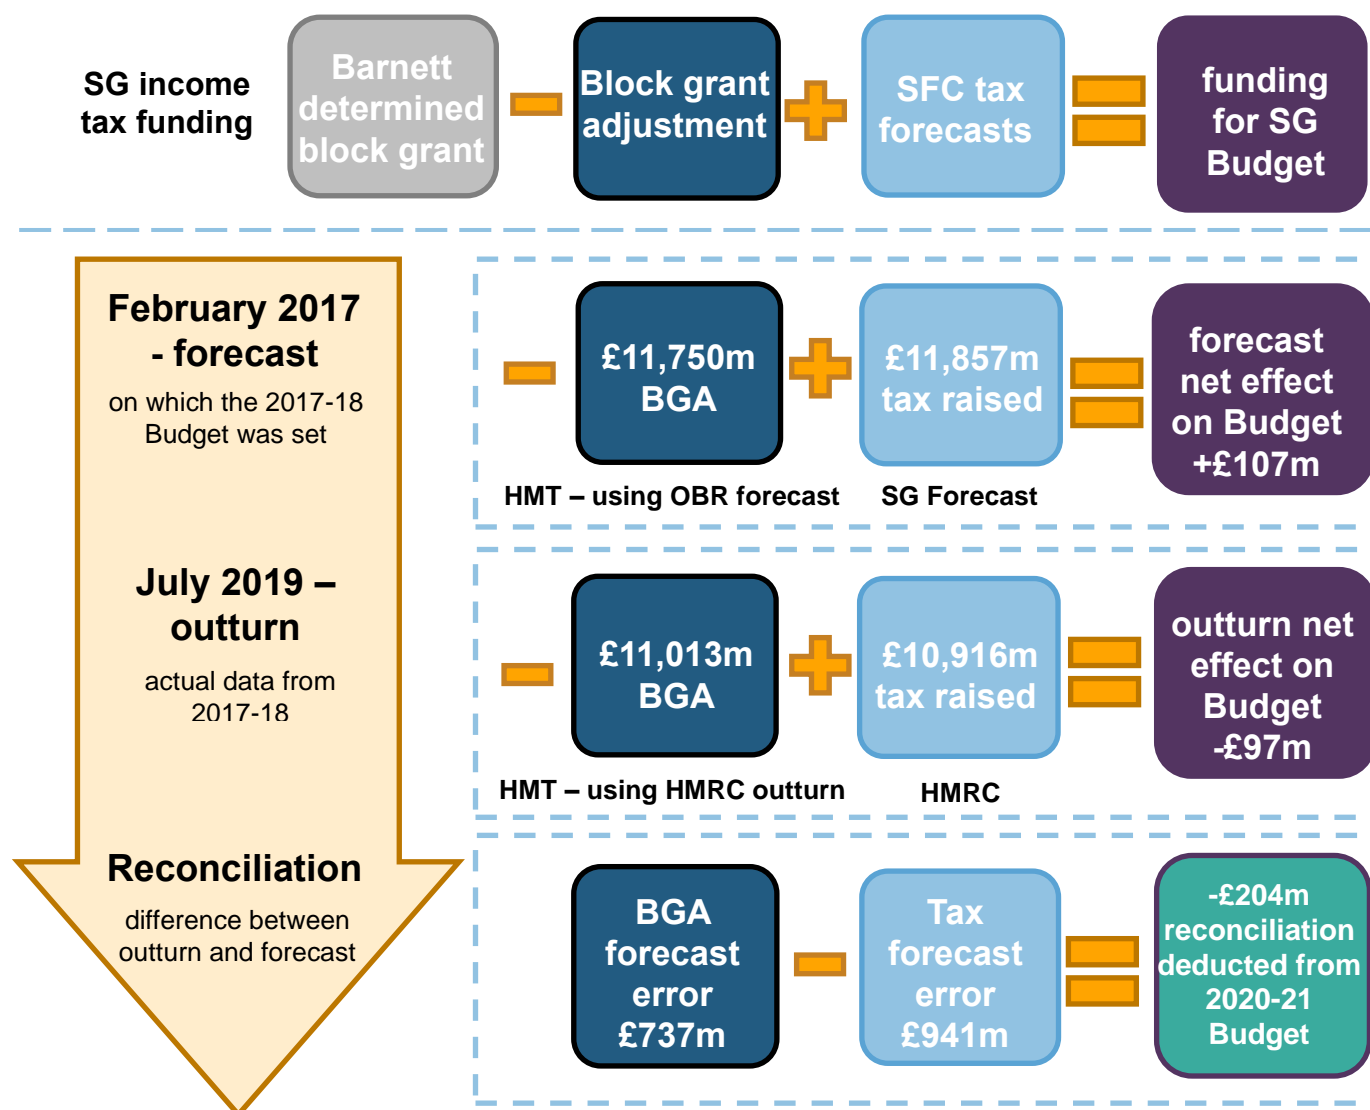 SG income
tax funding
Barnett
determined
block grant
Block grant
adjustment
SFC tax
forecasts
funding
for SG
Budget
February 2017
- forecast
on which the 2017-18
Budget was set
£11,750m
BGA
£11,857m
tax raised
forecast
net effect
on Budget
+£107m
HMT – using OBR forecast
SG Forecast
July 2019 –
outturn
actual data from
2017-18
£11,013m
BGA
£10,916m
tax raised
outturn net
effect on
Budget
-£97m
HMT – using HMRC outturn
HMRC
Reconciliation
difference between
outturn and forecast
BGA
forecast
error
£737m
Tax
forecast
error
£941m
-£204m
reconciliation
deducted from
2020-21
Budget